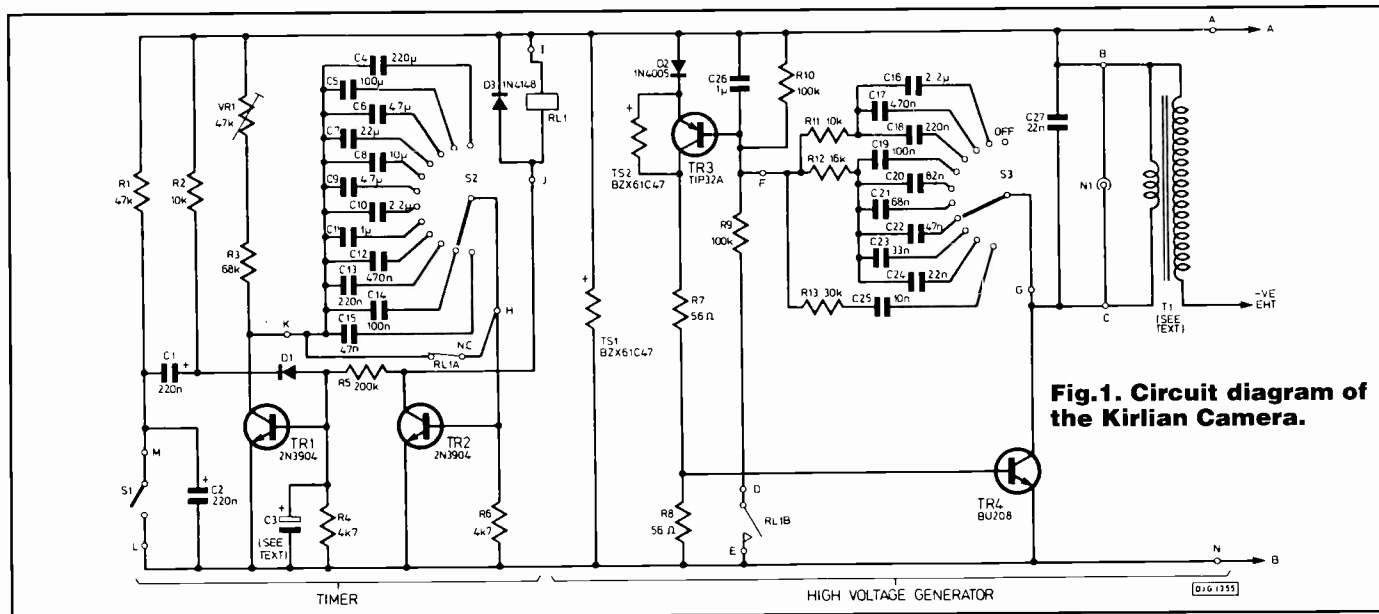 A
A
I
C4
220µ
C5
100µ
D3
1N4148
C6
47µ
VR1
47k
C7
22µ
RL1
C8
10µ
J
C9
4.7µ
S2
C10
2.2µ
R1
47k
R2
10k
C11
1µ
C12
470n
R3
68k
C13
220n
C14
100n
H
K
C15
47n
N.C
RL1A
C1
+
220n
D1
R5
200k
TR1
2N3904
TR2
2N3904
M
S1
+
C2
220n
+
C3
(SEE
TEXT)
R4
4k7
R6
4k7
L
TIMER
D2
1N4005
C26
1µ
R10
100k
+
TR3
TIP32A
TS2
BZX61C47
F
R11 10k
R12 16k
C16
2.2µ
C17
470n
C18
220n
OFF
C19
100n
C20
82n
S3
C21
68n
C22
47n
C23
33n
C24
22n
R13 30k
C25
10n
G
+
TS1
BZX61C47
R9
100k
R7
56Ω
R8
56Ω
D
RL1B
E
B
C27
22n
N1
C
T1
(SEE
TEXT)
-VE
EHT
Fig.1. Circuit diagram of
the Kirlian Camera.
TR4
BU208
N
B
HIGH VOLTAGE GENERATOR